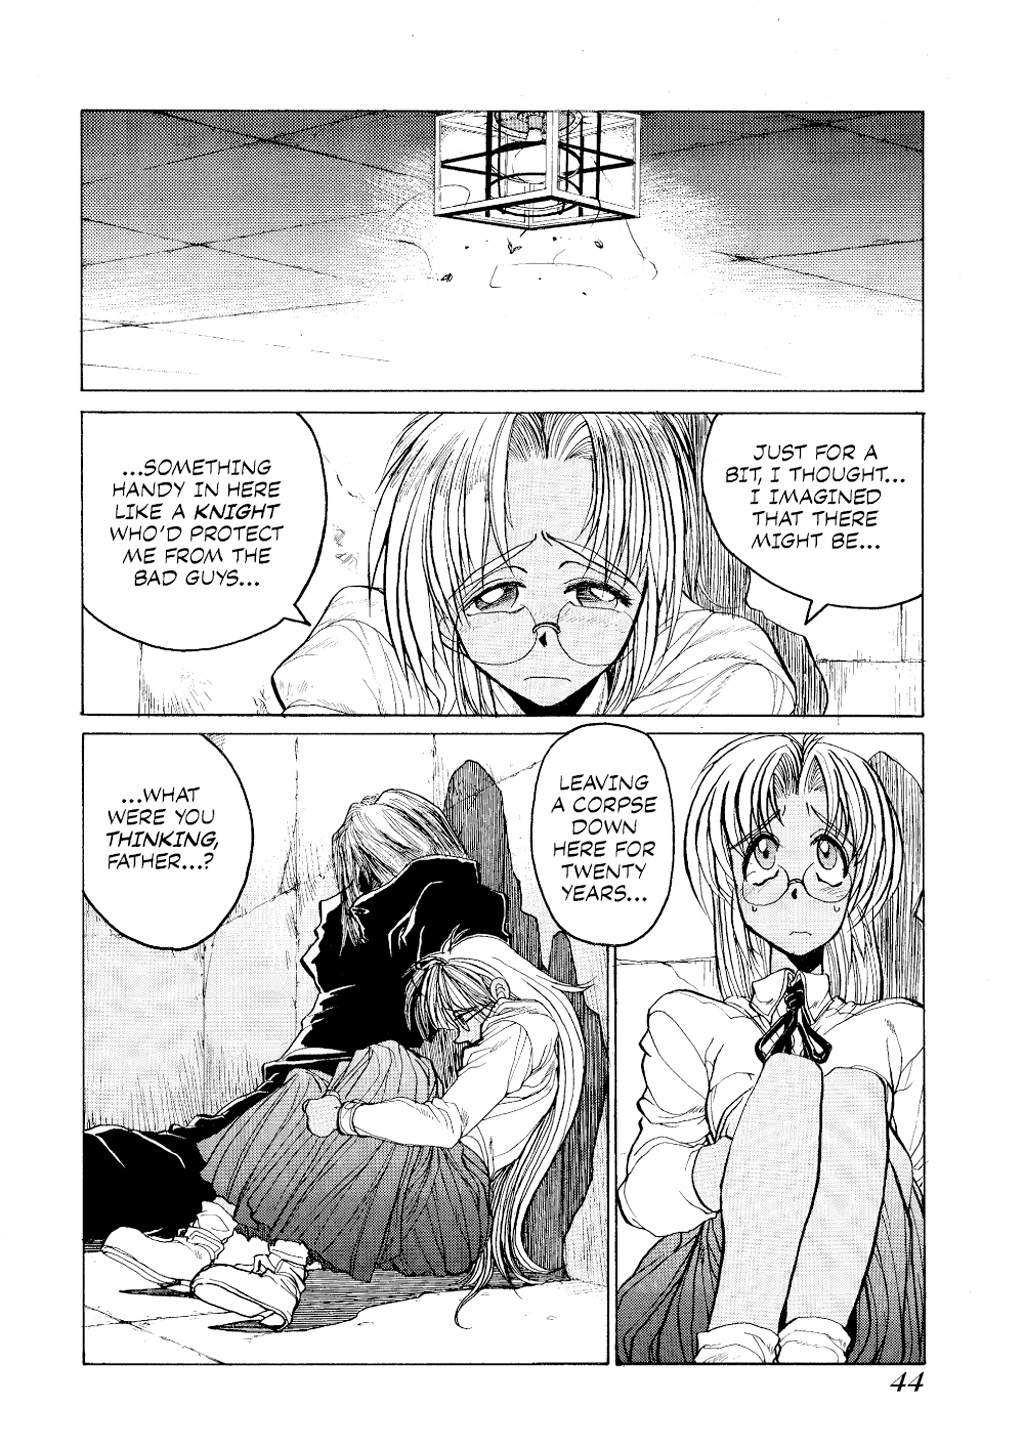 JUST FOR A
BIT, I THOUGHT...
I IMAGINED
THAT THERE
MIGHT BE...
...SOMETHING
HANDY IN HERE
LIKE A KNIGHT
WHO'D PROTECT
ME FROM THE
BAD GUYS...
LEAVING
A CORPSE
DOWN
HERE FOR
TWENTY
YEARS...
...WHAT
WERE YOU
THINKING,
FATHER...?
44